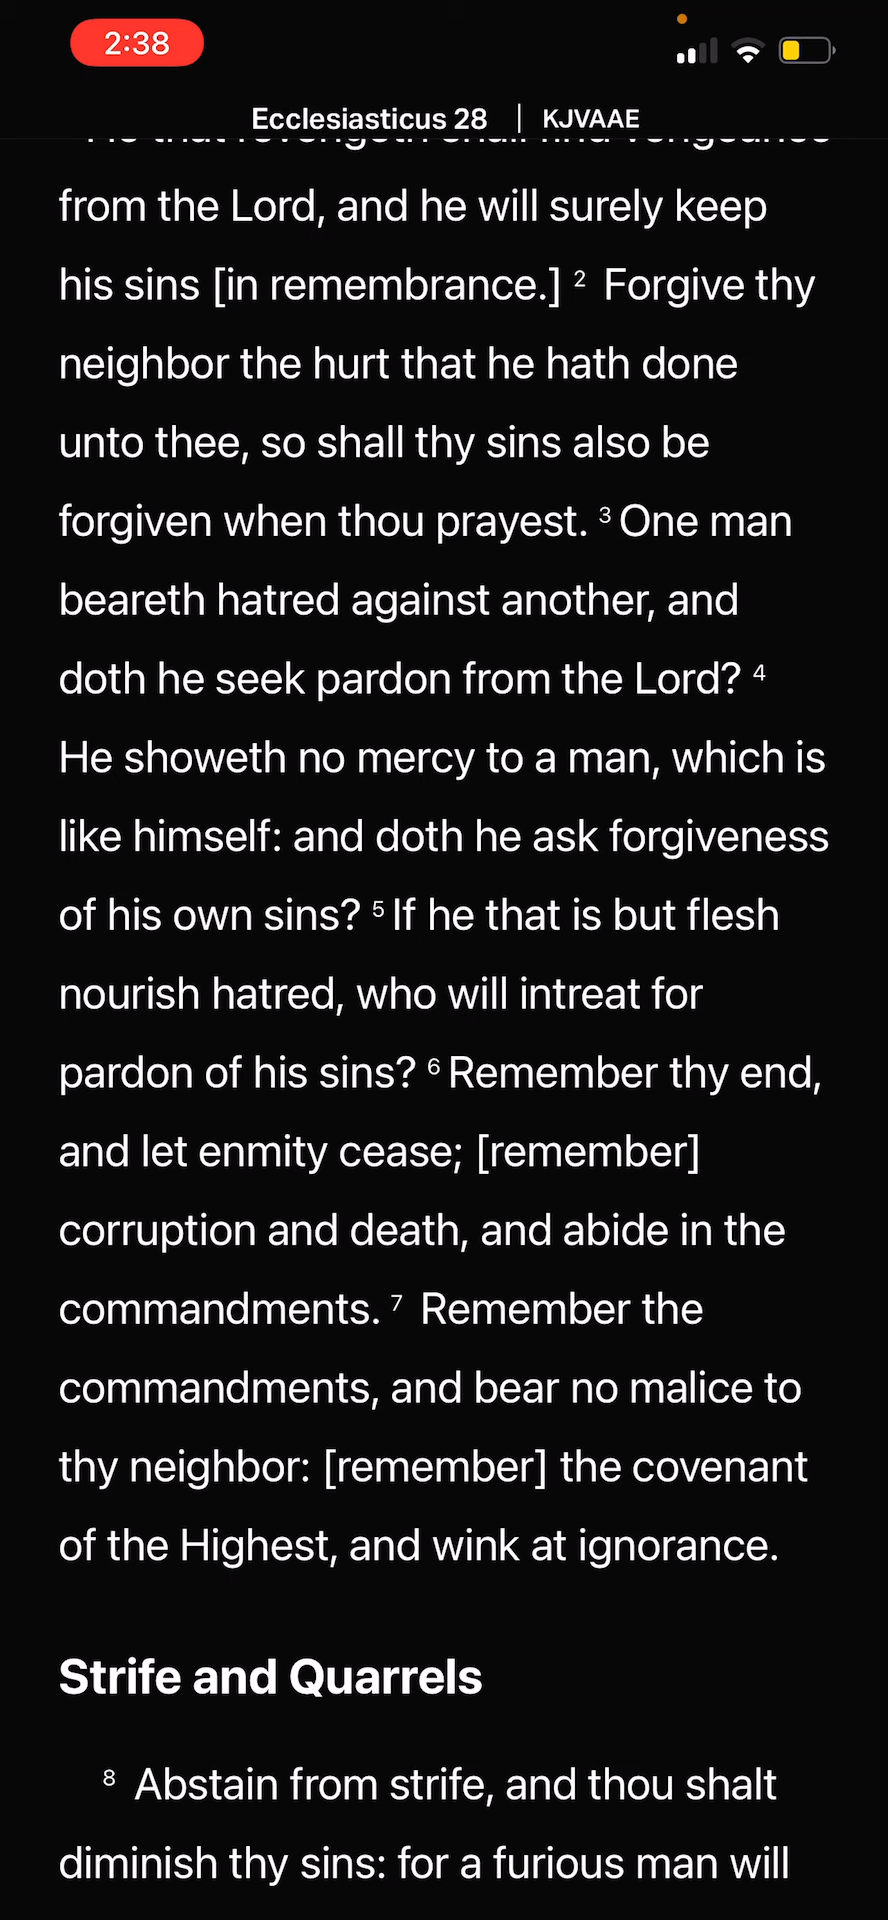 2:38
Ecclesiasticus 28 | KJVAAE
He that revengeth shall find vengeance
from the Lord, and he will surely keep
his sins [in remembrance.] 2 Forgive thy
neighbor the hurt that he hath done
unto thee, so shall thy sins also be
forgiven when thou prayest. 3 One man
beareth hatred against another, and
doth he seek pardon from the Lord? 4
He showeth no mercy to a man, which is
like himself: and doth he ask forgiveness
of his own sins? 5 If he that is but flesh
nourish hatred, who will intreat for
pardon of his sins? 6 Remember thy end,
and let enmity cease; [remember]
corruption and death, and abide in the
commandments. 7 Remember the
commandments, and bear no malice to
thy neighbor: [remember] the covenant
of the Highest, and wink at ignorance.
Strife and Quarrels
8 Abstain from strife, and thou shalt
diminish thy sins: for a furious man will